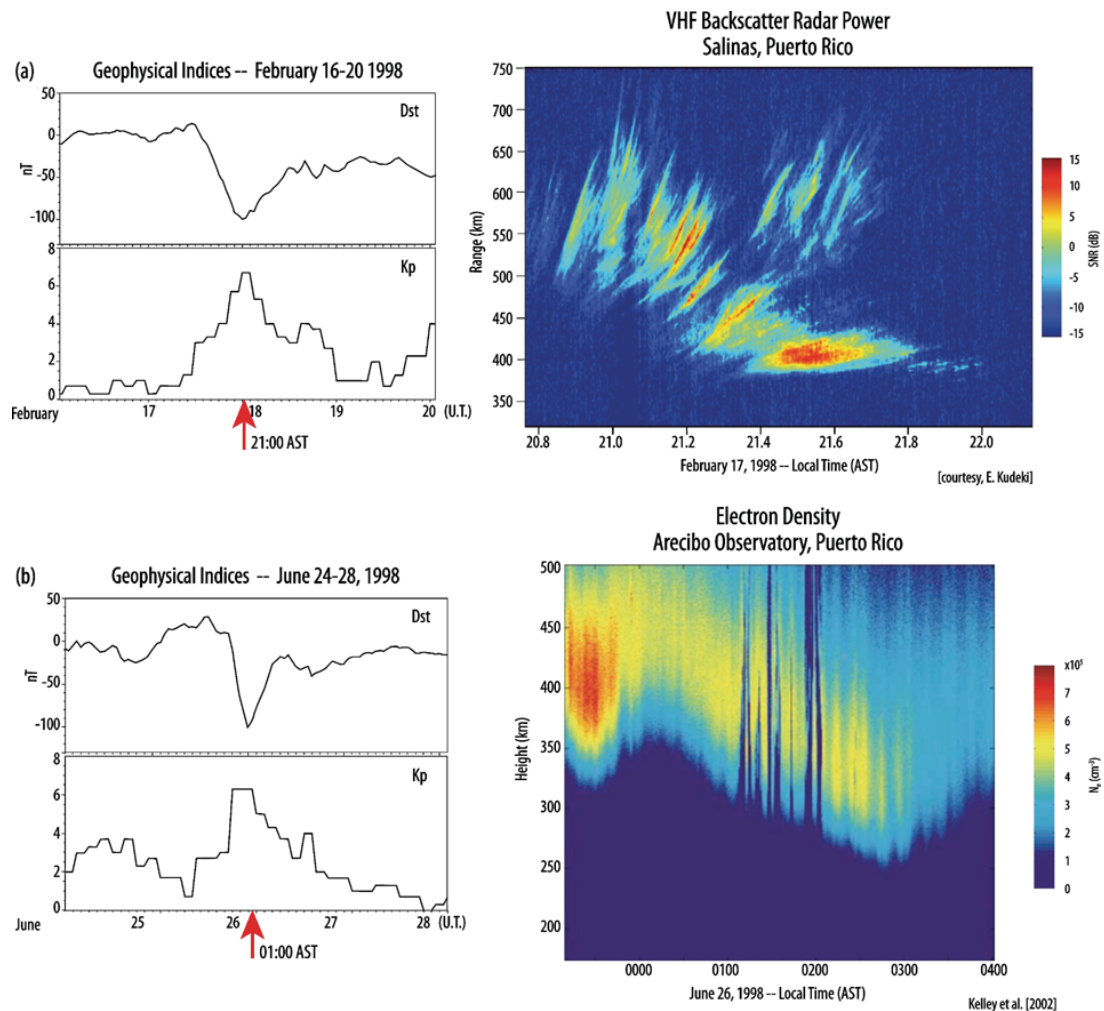 (a)
Geophysical Indices -- February 16-20 1998
50
0
-50
-100
nT
Dst
8
6
4
2
0
Kp
February
17
18
19
20
(U.T.)
21:00 AST
VHF Backscatter Radar Power
Salinas, Puerto Rico
750
700
650
600
550
500
450
400
350
Range (km)
20.8
21.0
21.2
21.4
21.6
21.8
22.0
February 17, 1998 -- Local Time (AST)
15
10
5
0
-5
-10
-15
SNR (dB)
[courtesy, E. Kudeki]
(b)
Geophysical Indices -- June 24-28, 1998
50
0
-50
-100
nT
Dst
8
6
4
2
0
Kp
June
25
26
27
28
(U.T.)
01:00 AST
Electron Density
Arecibo Observatory, Puerto Rico
500
450
400
350
300
250
200
Height (km)
0000
0100
0200
0300
0400
June 26, 1998 -- Local Time (AST)
x10⁵
7
6
5
4
3
2
1
0
Nₑ (cm⁻³)
Kelley et al. [2002]